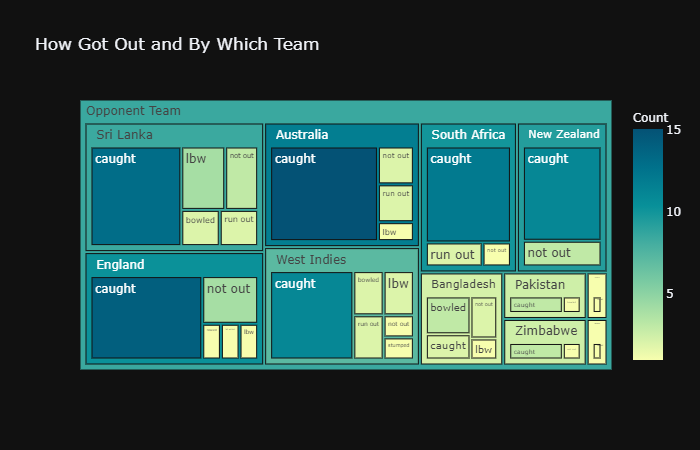 How Got Out and By Which Team
Opponent Team
Sri Lanka
caught
lbw
not out
bowled
run out
England
caught
not out
lbw
Australia
caught
not out
run out
lbw
West Indies
caught
bowled
lbw
run out
not out
stumped
South Africa
caught
run out
not out
New Zealand
caught
not out
Bangladesh
bowled
not out
caught
lbw
Pakistan
caught
Zimbabwe
caught
Count
15
10
5